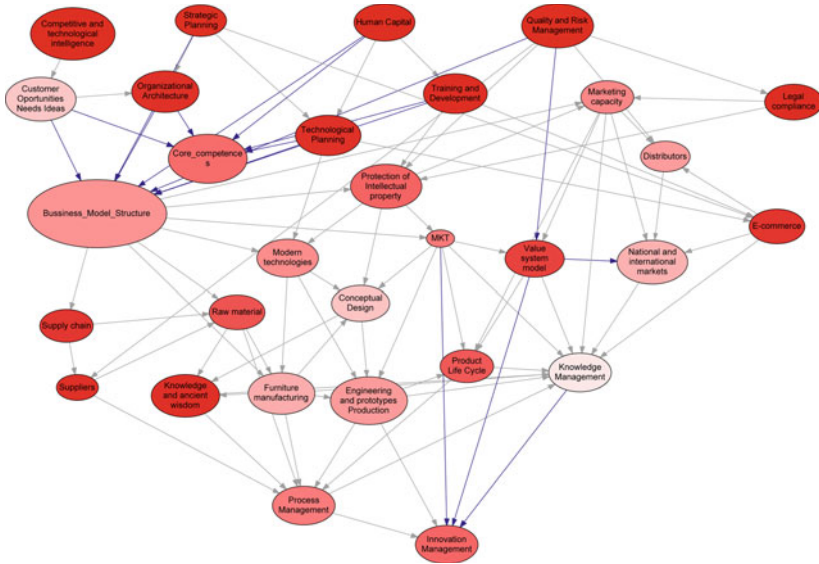 Competitive and
technological
intelligence
Strategic
Planning
Human Capital
Quality and Risk
Management
Customer
Oportunities
Needs Ideas
Organizational
Architecture
Training and
Development
Marketing
capacity
Legal
compliance
Technological
Planning
Core_competence
s
Distributors
Protection of
Intellectual
property
Bussiness_Model_Structure
E-commerce
MKT
Modern
technologies
Value
system
model
National and
international
markets
Conceptual
Design
Supply chain
Raw material
Product
Life Cycle
Knowledge
Management
Suppliers
Knowledge
and ancient
wisdom
Furniture
manufacturing
Engineering
and prototypes
Production
Process
Management
Innovation
Management